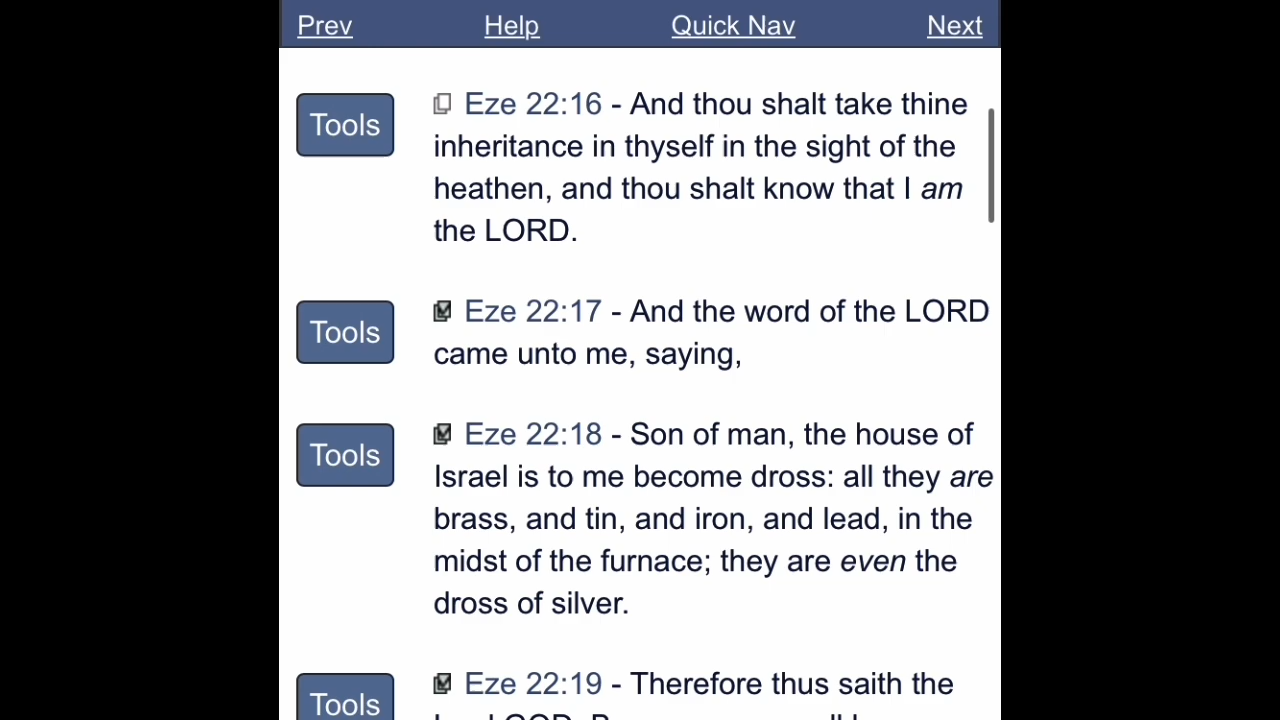 Prev Help Quick Nav Next
Tools
Eze 22:16 - And thou shalt take thine
inheritance in thyself in the sight of the
heathen, and thou shalt know that I am
the LORD.
Tools
Eze 22:17 - And the word of the LORD
came unto me, saying,
Tools
Eze 22:18 - Son of man, the house of
Israel is to me become dross: all they are
brass, and tin, and iron, and lead, in the
midst of the furnace; they are even the
dross of silver.
Tools
Eze 22:19 - Therefore thus saith the